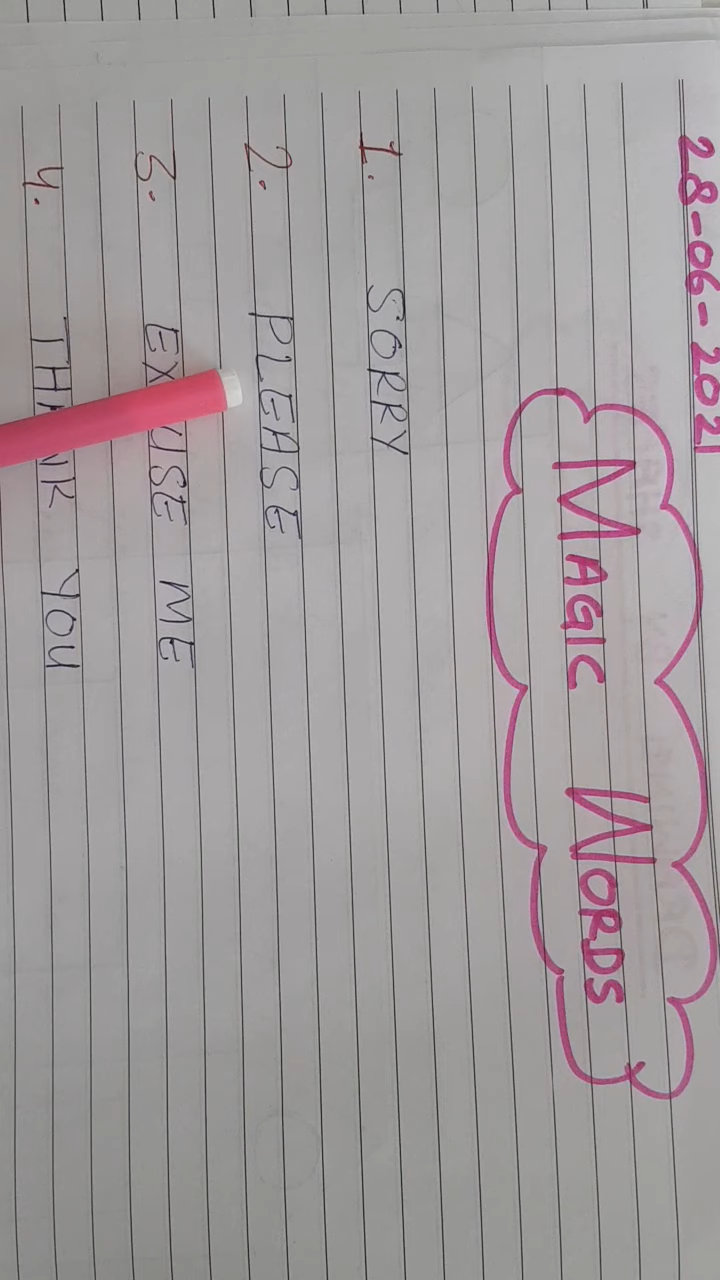 28-06-2021
MAGIC WORDS
1. SORRY
2. PLEASE
3. EXCUSE ME
4. THANK YOU